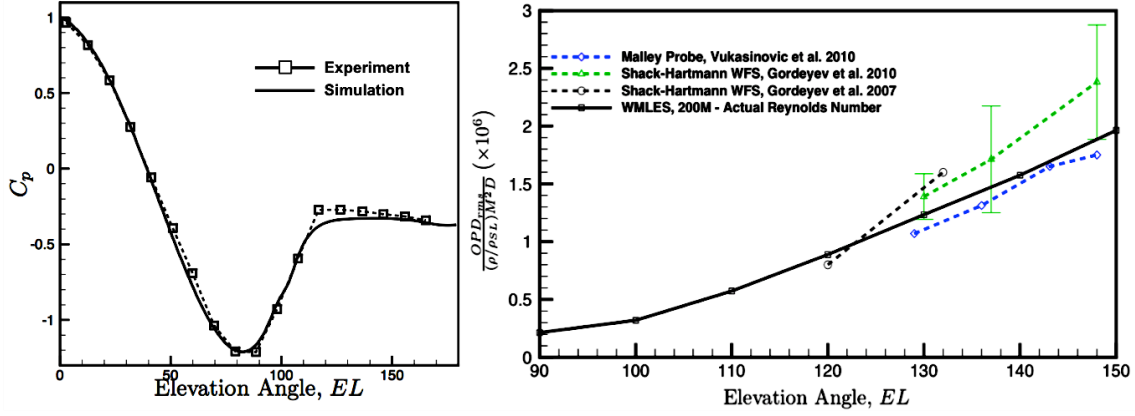 1
0.5
0
-0.5
-1
C_p
0
50
100
150
Elevation Angle, EL
Experiment
Simulation
3
2.5
2
1.5
1
0.5
0
OPD_rms / (ρ/ρ_SL)M²D (×10⁶)
Malley Probe, Vukasinovic et al. 2010
Shack-Hartmann WFS, Gordeyev et al. 2010
Shack-Hartmann WFS, Gordeyev et al. 2007
WMLES, 200M - Actual Reynolds Number
90
100
110
120
130
140
150
Elevation Angle, EL